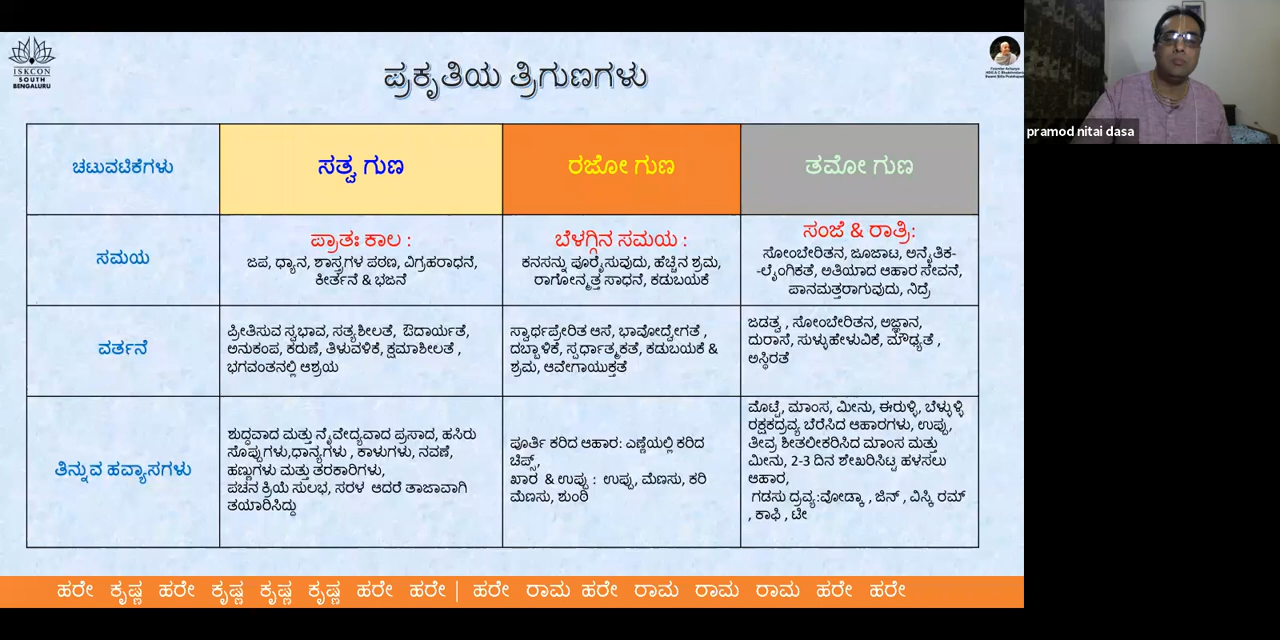 ISKCON
SOUTH
BENGALURU
ಪ್ರಕೃತಿಯ ತ್ರಿಗುಣಗಳು
pramod nitai dasa
ಚಟುವಟಿಕೆಗಳು
ಸತ್ವ ಗುಣ
ರಜೋ ಗುಣ
ತಮೋ ಗುಣ
ಸಮಯ
ಪ್ರಾತಃ ಕಾಲ :
ಜಪ, ಧ್ಯಾನ, ಶಾಸ್ತ್ರಗಳ ಪಠಣ, ವಿಗ್ರಹರಾಧನೆ,
ಕೀರ್ತನೆ & ಭಜನೆ
ಬೆಳಗ್ಗಿನ ಸಮಯ :
ಕನಸನ್ನು ಪೂರೈಸುವುದು, ಹೆಚ್ಚಿನ ಶ್ರಮ,
ರಾಗೋನ್ಮತ್ತ ಸಾಧನೆ, ಕಡುಬಯಕೆ
ಸಂಜೆ & ರಾತ್ರಿ:
ಸೋಂಬೇರಿತನ, ಜೂಜಾಟ, ಅನೈತಿಕ-
-ಲೈಂಗಿಕತೆ, ಅತಿಯಾದ ಆಹಾರ ಸೇವನೆ,
ಪಾನಮತ್ತರಾಗುವುದು, ನಿದ್ರೆ
ವರ್ತನೆ
ಪ್ರೀತಿಸುವ ಸ್ವಭಾವ, ಸತ್ಯಶೀಲತೆ, ಔದಾರ್ಯತೆ,
ಅನುಕಂಪ, ಕರುಣೆ, ತಿಳುವಳಿಕೆ, ಕ್ಷಮಾಶೀಲತೆ ,
ಭಗವಂತನಲ್ಲಿ ಆಶ್ರಯ
ಸ್ವಾರ್ಥಪ್ರೇರಿತ ಆಸೆ, ಭಾವೋದ್ವೇಗತೆ ,
ದಬ್ಬಾಳಿಕೆ, ಸ್ಪರ್ಧಾತ್ಮಕತೆ, ಕಡುಬಯಕೆ &
ಶ್ರಮ, ಆವೇಗಾಯುಕ್ತತೆ
ಜಡತ್ವ , ಸೋಂಬೇರಿತನ, ಅಜ್ಞಾನ,
ದುರಾಸೆ, ಸುಳ್ಳುಹೇಳುವಿಕೆ, ಮೌಢ್ಯತೆ ,
ಅಸ್ಥಿರತೆ
ತಿನ್ನುವ ಹವ್ಯಾಸಗಳು
ಶುದ್ಧವಾದ ಮತ್ತು ನೈವೇದ್ಯವಾದ ಪ್ರಸಾದ, ಹಸಿರು
ಸೊಪ್ಪುಗಳು,ಧಾನ್ಯಗಳು , ಕಾಳುಗಳು, ನವಣೆ,
ಹಣ್ಣುಗಳು ಮತ್ತು ತರಕಾರಿಗಳು,
ಪಚನ ಕ್ರಿಯೆ ಸುಲಭ, ಸರಳ ಆದರೆ ತಾಜಾವಾಗಿ
ತಯಾರಿಸಿದ್ದು
ಪೂರ್ತಿ ಕರಿದ ಆಹಾರ: ಎಣ್ಣೆಯಲ್ಲಿ ಕರಿದ
ಚಿಪ್ಸ್,
ಖಾರ & ಉಪ್ಪು : ಉಪ್ಪು, ಮೆಣಸು, ಕರಿ
ಮೆಣಸು, ಶುಂಠಿ
ಮೊಟ್ಟೆ, ಮಾಂಸ, ಮೀನು, ಈರುಳ್ಳಿ, ಬೆಳ್ಳುಳ್ಳಿ
ರಕ್ಷಕದ್ರವ್ಯ ಬೆರೆಸಿದ ಆಹಾರಗಳು, ಉಪ್ಪು,
ತೀವ್ರ ಶೀತಲೀಕರಿಸಿದ ಮಾಂಸ ಮತ್ತು
ಮೀನು, 2-3 ದಿನ ಶೇಖರಿಸಿಟ್ಟ ಹಳಸಲು
ಆಹಾರ,
ಗಡಸು ದ್ರವ್ಯ:ವೋಡ್ಕಾ , ಜಿನ್ , ವಿಸ್ಕಿ ರಮ್
, ಕಾಫಿ , ಟೀ
ಹರೇ ಕೃಷ್ಣ ಹರೇ ಕೃಷ್ಣ ಕೃಷ್ಣ ಕೃಷ್ಣ ಹರೇ ಹರೇ | ಹರೇ ರಾಮ ಹರೇ ರಾಮ ರಾಮ ರಾಮ ಹರೇ ಹರೇ